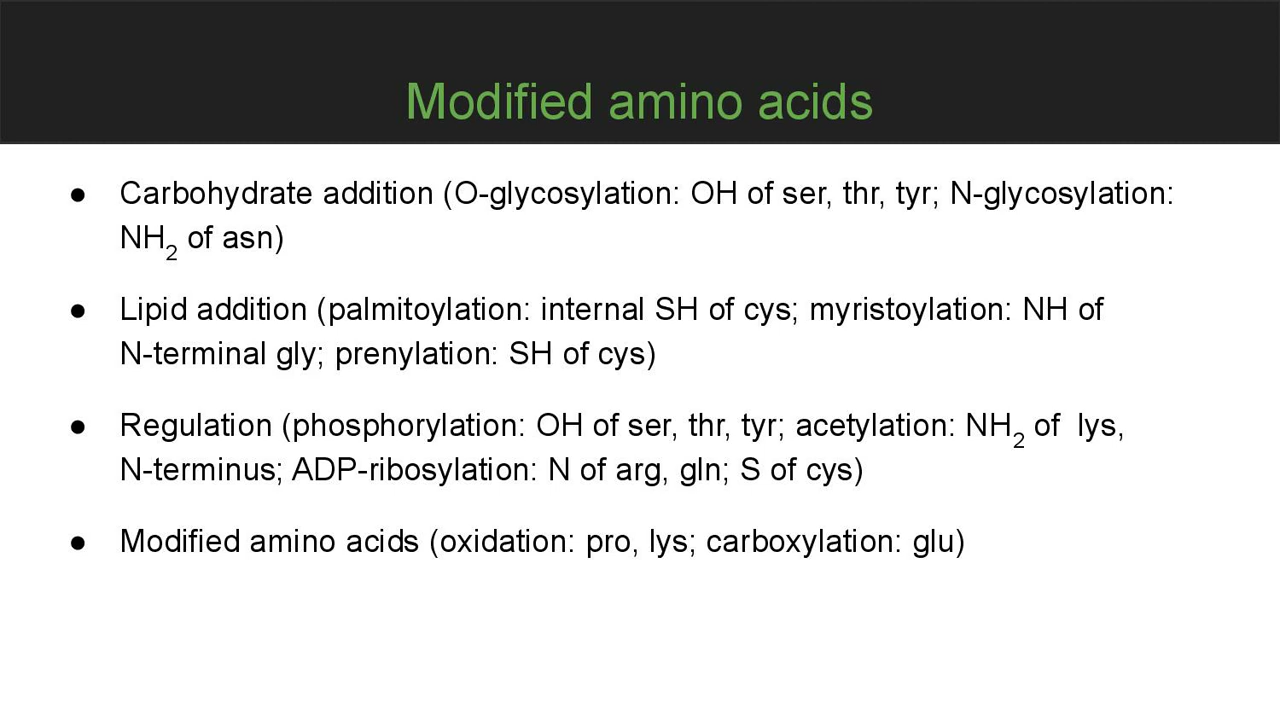 Modified amino acids
● Carbohydrate addition (O-glycosylation: OH of ser, thr, tyr; N-glycosylation:
NH₂ of asn)
● Lipid addition (palmitoylation: internal SH of cys; myristoylation: NH of
N-terminal gly; prenylation: SH of cys)
● Regulation (phosphorylation: OH of ser, thr, tyr; acetylation: NH₂ of  lys,
N-terminus; ADP-ribosylation: N of arg, gln; S of cys)
● Modified amino acids (oxidation: pro, lys; carboxylation: glu)